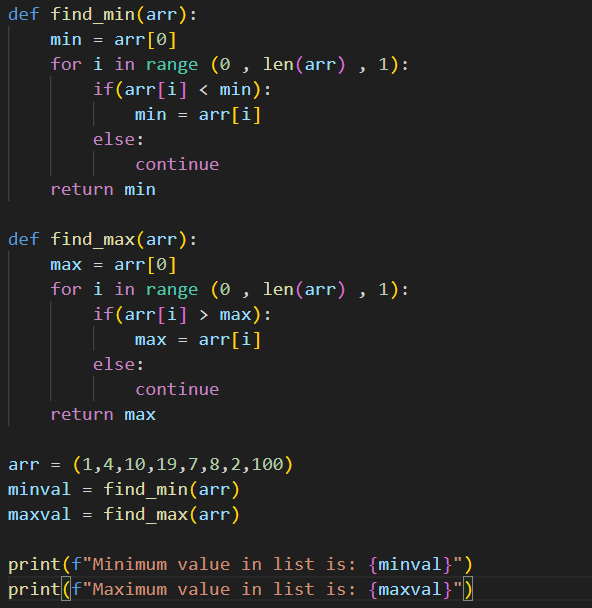 def find_min(arr):
    min = arr[0]
    for i in range (0 , len(arr) , 1):
        if(arr[i] < min):
            min = arr[i]
        else:
            continue
    return min

def find_max(arr):
    max = arr[0]
    for i in range (0 , len(arr) , 1):
        if(arr[i] > max):
            max = arr[i]
        else:
            continue
    return max

arr = (1,4,10,19,7,8,2,100)
minval = find_min(arr)
maxval = find_max(arr)

print(f"Minimum value in list is: {minval}")
print(f"Maximum value in list is: {maxval}")